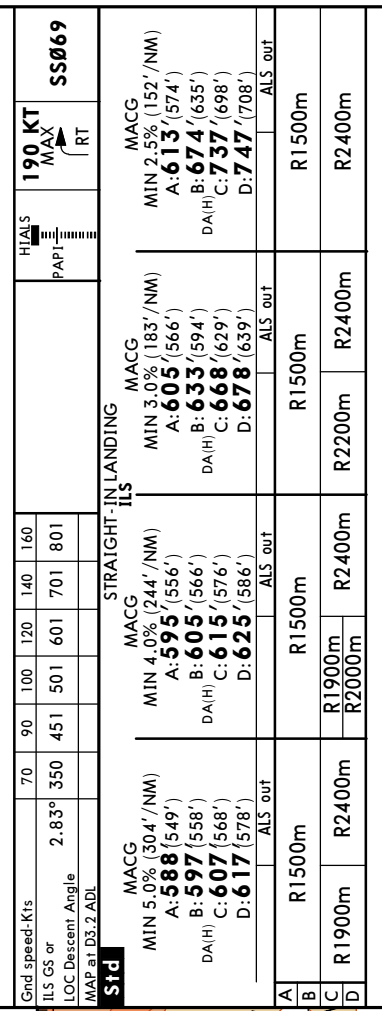 Gnd speed-Kts 70 90 100 120 140 160
ILS GS or
LOC Descent Angle 2.83° 350 451 501 601 701 801
MAP at D3.2 ADL
HIALS
PAPI
190 KT
MAX
RT
SSØ69
Std
STRAIGHT-IN LANDING
ILS
MACG
MIN 5.0% (304'/NM)
A: 588'(549')
B: 597'(558')
DA(H)
C: 607'(568')
D: 617'(578')
ALS out
MACG
MIN 4.0% (244'/NM)
A: 595'(556')
B: 605'(566')
DA(H)
C: 615'(576')
D: 625'(586')
ALS out
MACG
MIN 3.0% (183'/NM)
A: 605'(566')
B: 633'(594')
DA(H)
C: 668'(629')
D: 678'(639')
ALS out
MACG
MIN 2.5% (152'/NM)
A: 613'(574')
B: 674'(635')
DA(H)
C: 737'(698')
D: 747'(708')
ALS out
A
B
R1500m R1500m R1500m R1500m
C
D
R1900m R2400m
R1900m
R2000m
R2400m
R2200m R2400m
R2400m